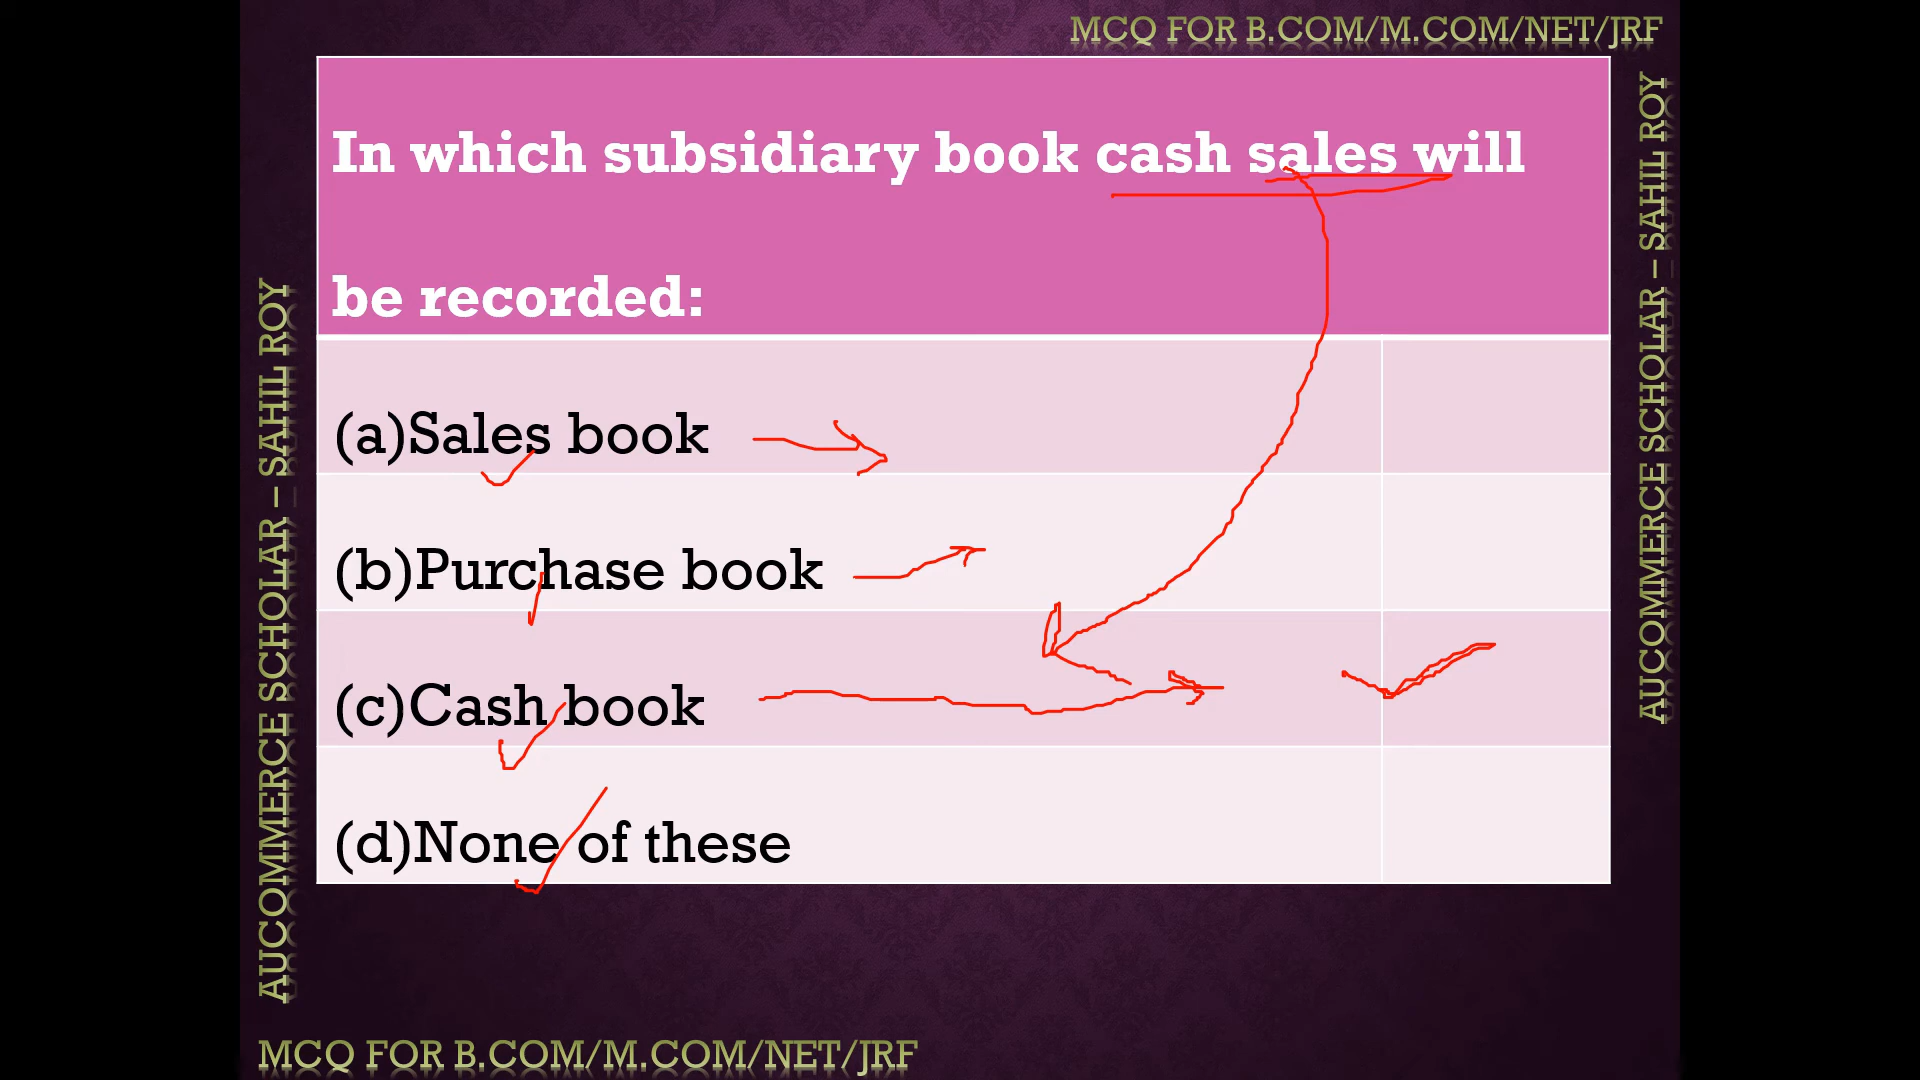 MCQ FOR B.COM/M.COM/NET/JRF
In which subsidiary book cash sales will
be recorded:
(a)Sales book
(b)Purchase book
(c)Cash book
(d)None of these
AUCOMMERCE SCHOLAR – SAHIL ROY
AUCOMMERCE SCHOLAR – SAHIL ROY
MCQ FOR B.COM/M.COM/NET/JRF